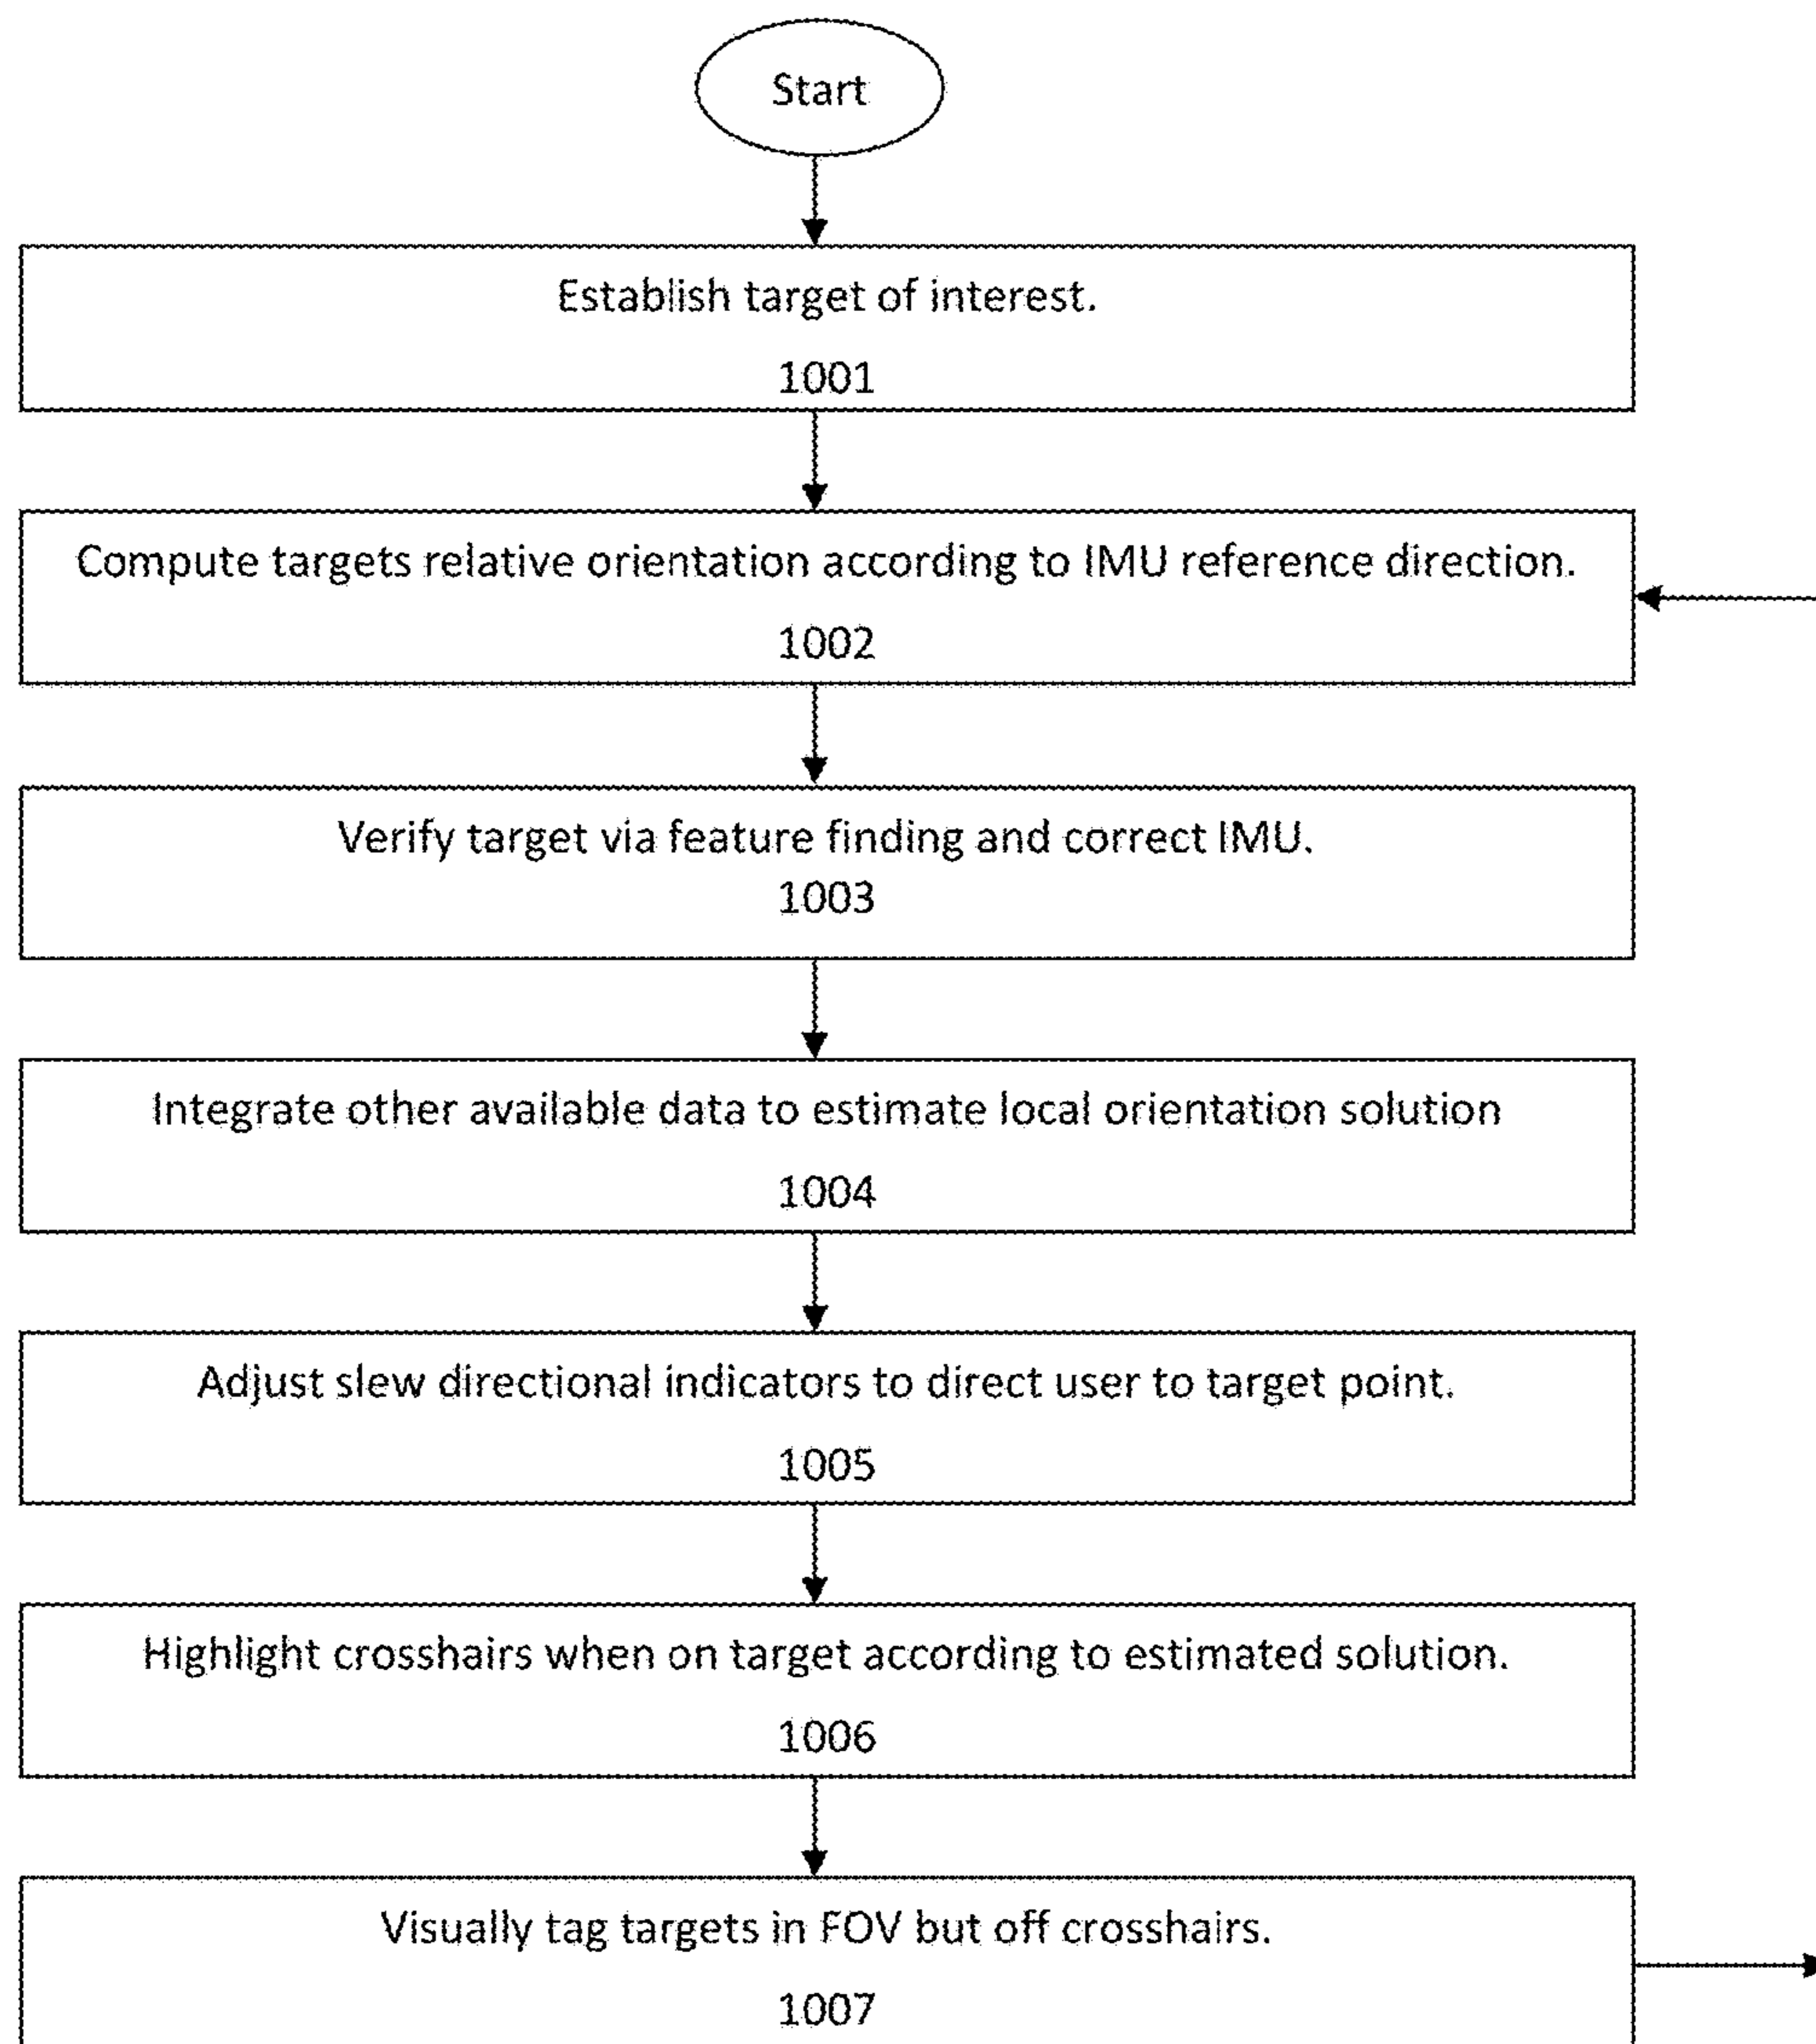 Start
Establish target of interest.
1001
Compute targets relative orientation according to IMU reference direction.
1002
Verify target via feature finding and correct IMU.
1003
Integrate other available data to estimate local orientation solution
1004
Adjust slew directional indicators to direct user to target point.
1005
Highlight crosshairs when on target according to estimated solution.
1006
Visually tag targets in FOV but off crosshairs.
1007